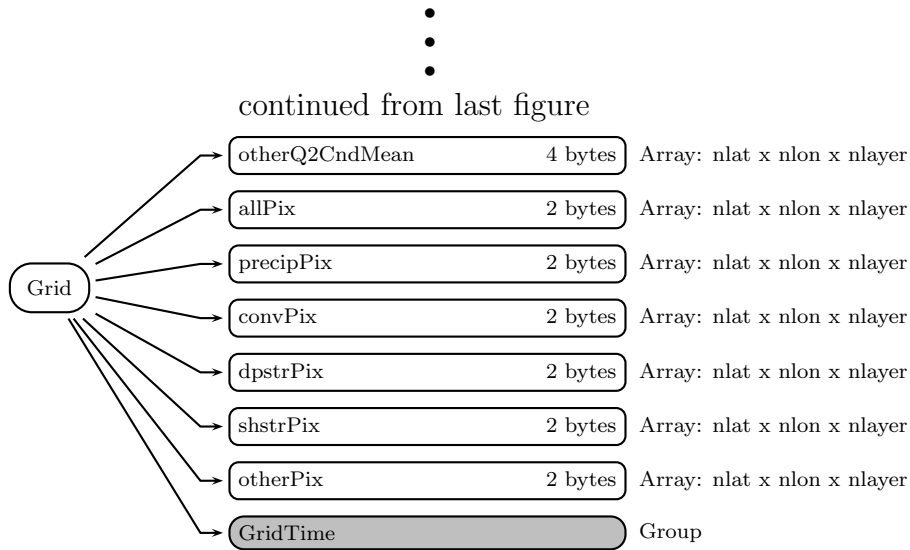 continued from last figure
otherQ2CndMean 4 bytes Array: nlat x nlon x nlayer
allPix 2 bytes Array: nlat x nlon x nlayer
precipPix 2 bytes Array: nlat x nlon x nlayer
Grid
convPix 2 bytes Array: nlat x nlon x nlayer
dpstrPix 2 bytes Array: nlat x nlon x nlayer
shstrPix 2 bytes Array: nlat x nlon x nlayer
otherPix 2 bytes Array: nlat x nlon x nlayer
GridTime Group